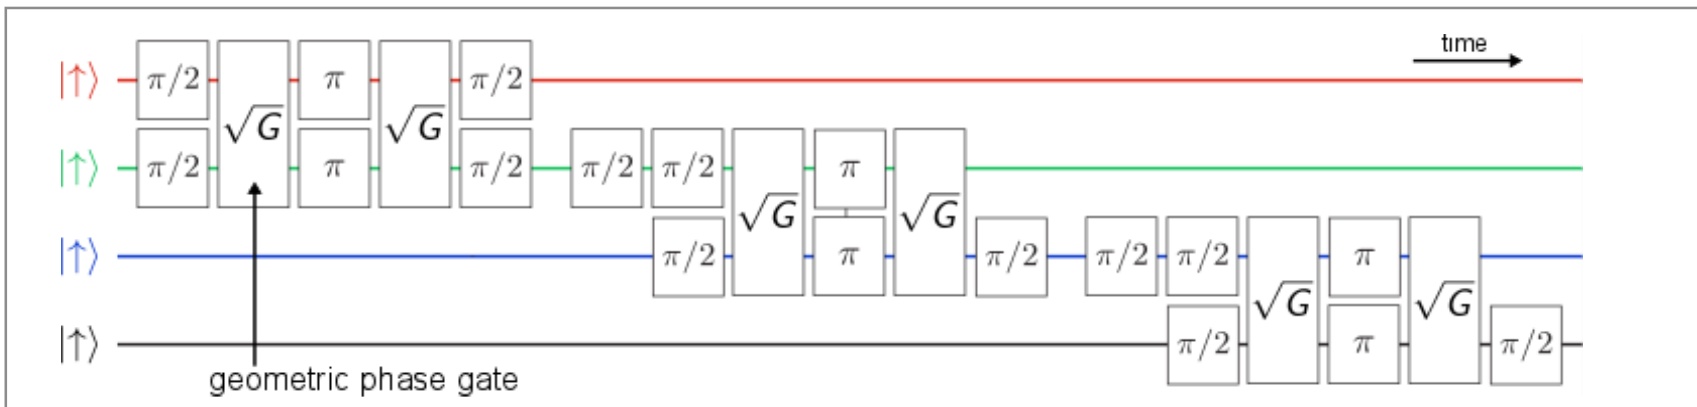 time
|↑⟩ π/2 √G π √G π/2
|↑⟩ π/2 π π/2 π/2 π/2 √G π √G
|↑⟩ π/2 π π/2 π/2 π/2 √G π √G
|↑⟩ π/2 π π/2
geometric phase gate